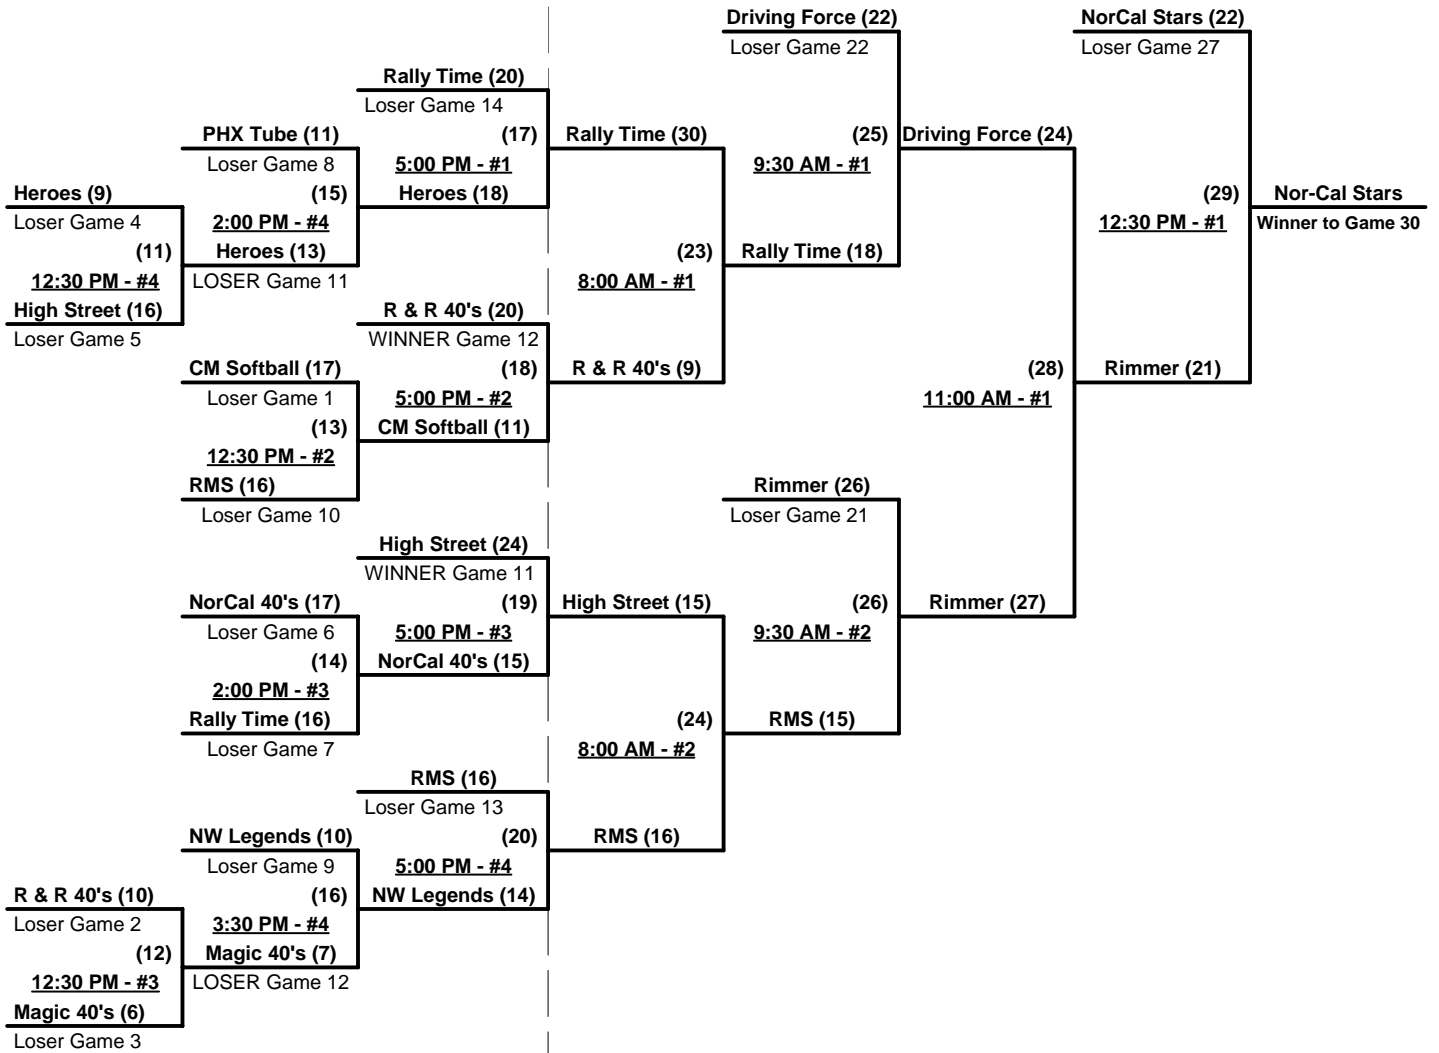 Driving Force (22)
NorCal Stars (22)
Loser Game 22
Loser Game 27
Rally Time (20)
Loser Game 14
PHX Tube (11)
(17)
Rally Time (30)
(25)
Driving Force (24)
Loser Game 8
5:00 PM - #1
9:30 AM - #1
Heroes (9)
(15)
Heroes (18)
(29)
Nor-Cal Stars
Loser Game 4
2:00 PM - #4
12:30 PM - #1
Winner to Game 30
(11)
Heroes (13)
(23)
Rally Time (18)
12:30 PM - #4
LOSER Game 11
8:00 AM - #1
High Street (16)
R & R 40's (20)
Loser Game 5
WINNER Game 12
CM Softball (17)
(18)
R & R 40's (9)
(28)
Rimmer (21)
Loser Game 1
5:00 PM - #2
11:00 AM - #1
(13)
CM Softball (11)
12:30 PM - #2
RMS (16)
Rimmer (26)
Loser Game 10
Loser Game 21
High Street (24)
WINNER Game 11
NorCal 40's (17)
(19)
High Street (15)
(26)
Rimmer (27)
Loser Game 6
5:00 PM - #3
9:30 AM - #2
(14)
NorCal 40's (15)
2:00 PM - #3
Rally Time (16)
(24)
RMS (15)
Loser Game 7
8:00 AM - #2
RMS (16)
Loser Game 13
NW Legends (10)
(20)
RMS (16)
Loser Game 9
5:00 PM - #4
R & R 40's (10)
(16)
NW Legends (14)
Loser Game 2
3:30 PM - #4
(12)
Magic 40's (7)
12:30 PM - #3
LOSER Game 12
Magic 40's (6)
Loser Game 3